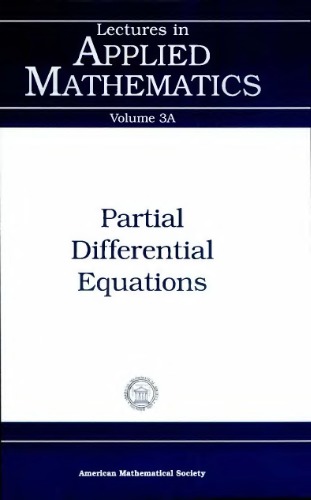 Lectures in
APPLIED
MATHEMATICS
Volume 3A
Partial
Differential
Equations
American Mathematical Society